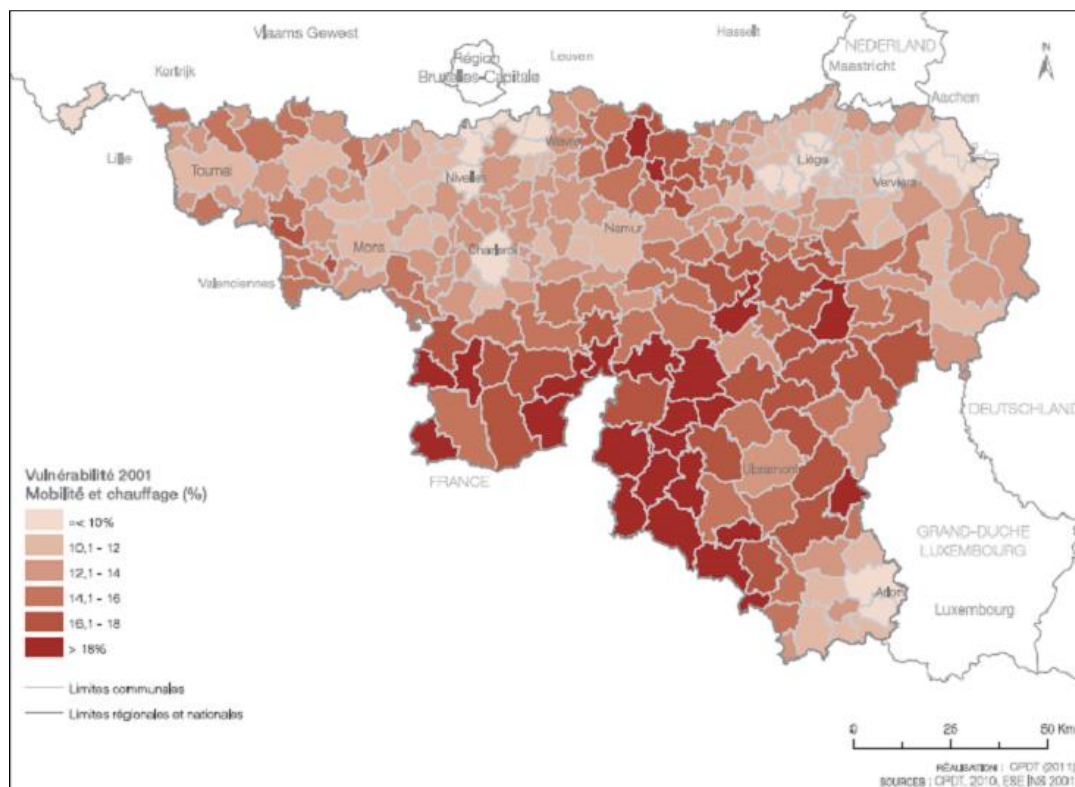 Vlaams Gewest
Hasselt
NEDERLAND
Maastricht
Région
Bruxelles-Capitale
Leuven
Kortrijk
Aachen
N
Lille
Tournai
Wavre
Liège
Nivelles
Verviers
Mons
Namur
Charleroi
Valenciennes
DEUTSCHLAND
Libramont
FRANCE
GRAND-DUCHE
LUXEMBOURG
Arlon
Luxembourg
Vulnérabilité 2001
Mobilité et chauffage (%)
=< 10%
10,1 - 12
12,1 - 14
14,1 - 16
16,1 - 18
> 18%
Limites communales
Limites régionales et nationales
0 25 50 Km
RÉALISATION : CPDT (2011)
SOURCES : CPDT, 2010, ESE INS 2001